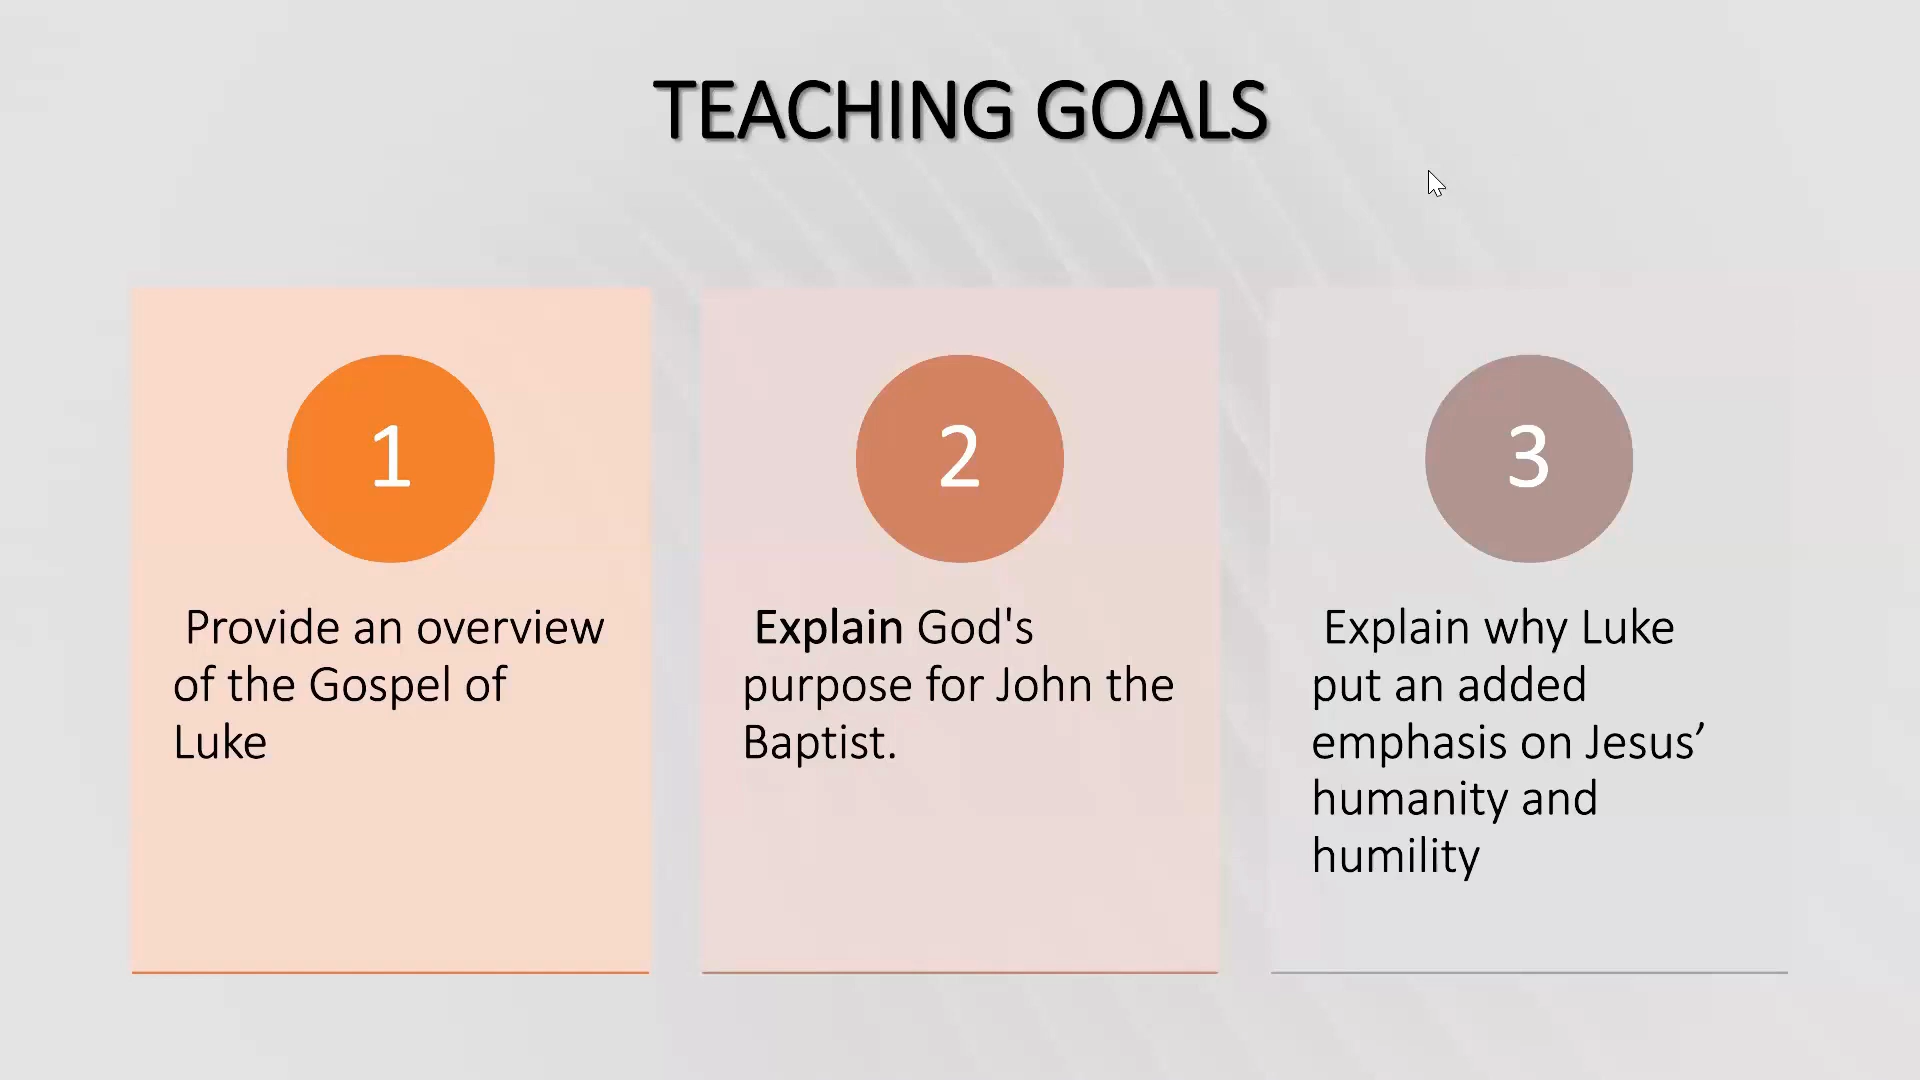 TEACHING GOALS
1
Provide an overview
of the Gospel of
Luke
2
Explain God's
purpose for John the
Baptist.
3
Explain why Luke
put an added
emphasis on Jesus’
humanity and
humility